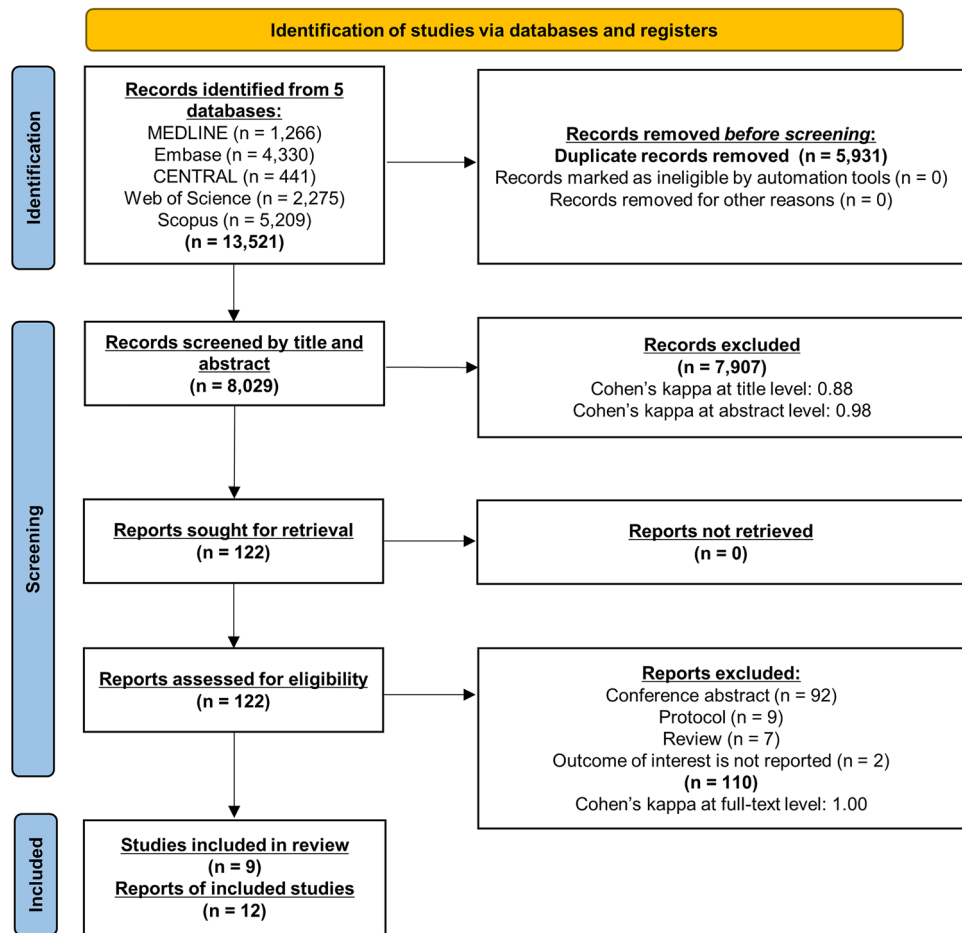 Identification of studies via databases and registers
Identification
Records identified from 5
databases:
MEDLINE (n = 1,266)
Embase (n = 4,330)
CENTRAL (n = 441)
Web of Science (n = 2,275)
Scopus (n = 5,209)
(n = 13,521)
Records removed before screening:
Duplicate records removed (n = 5,931)
Records marked as ineligible by automation tools (n = 0)
Records removed for other reasons (n = 0)
Screening
Records screened by title and
abstract
(n = 8,029)
Records excluded
(n = 7,907)
Cohen's kappa at title level: 0.88
Cohen's kappa at abstract level: 0.98
Reports sought for retrieval
(n = 122)
Reports not retrieved
(n = 0)
Reports assessed for eligibility
(n = 122)
Reports excluded:
Conference abstract (n = 92)
Protocol (n = 9)
Review (n = 7)
Outcome of interest is not reported (n = 2)
(n = 110)
Cohen's kappa at full-text level: 1.00
Included
Studies included in review
(n = 9)
Reports of included studies
(n = 12)